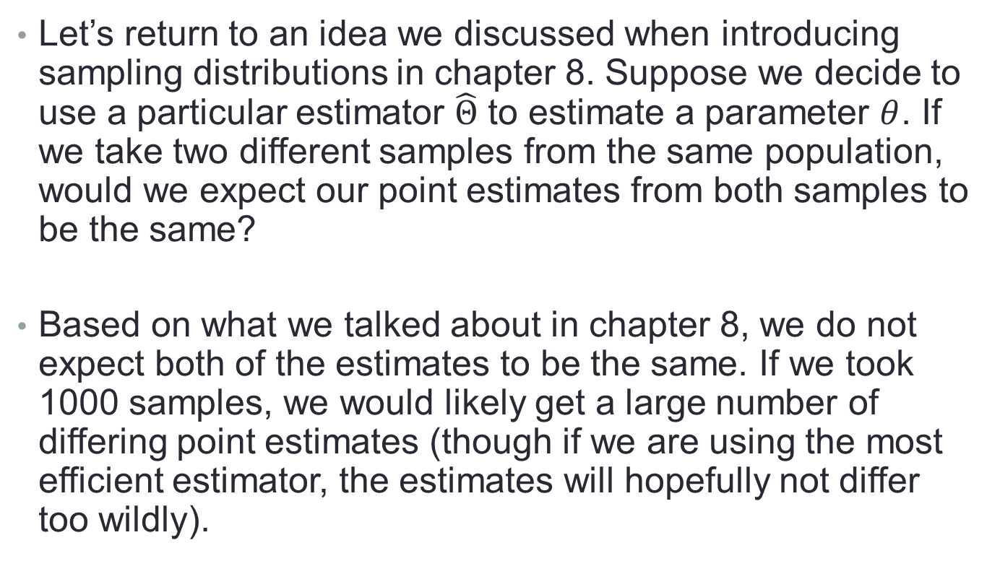 • Let’s return to an idea we discussed when introducing
sampling distributions in chapter 8. Suppose we decide to
use a particular estimator Θ̂ to estimate a parameter θ. If
we take two different samples from the same population,
would we expect our point estimates from both samples to
be the same?
• Based on what we talked about in chapter 8, we do not
expect both of the estimates to be the same. If we took
1000 samples, we would likely get a large number of
differing point estimates (though if we are using the most
efficient estimator, the estimates will hopefully not differ
too wildly).